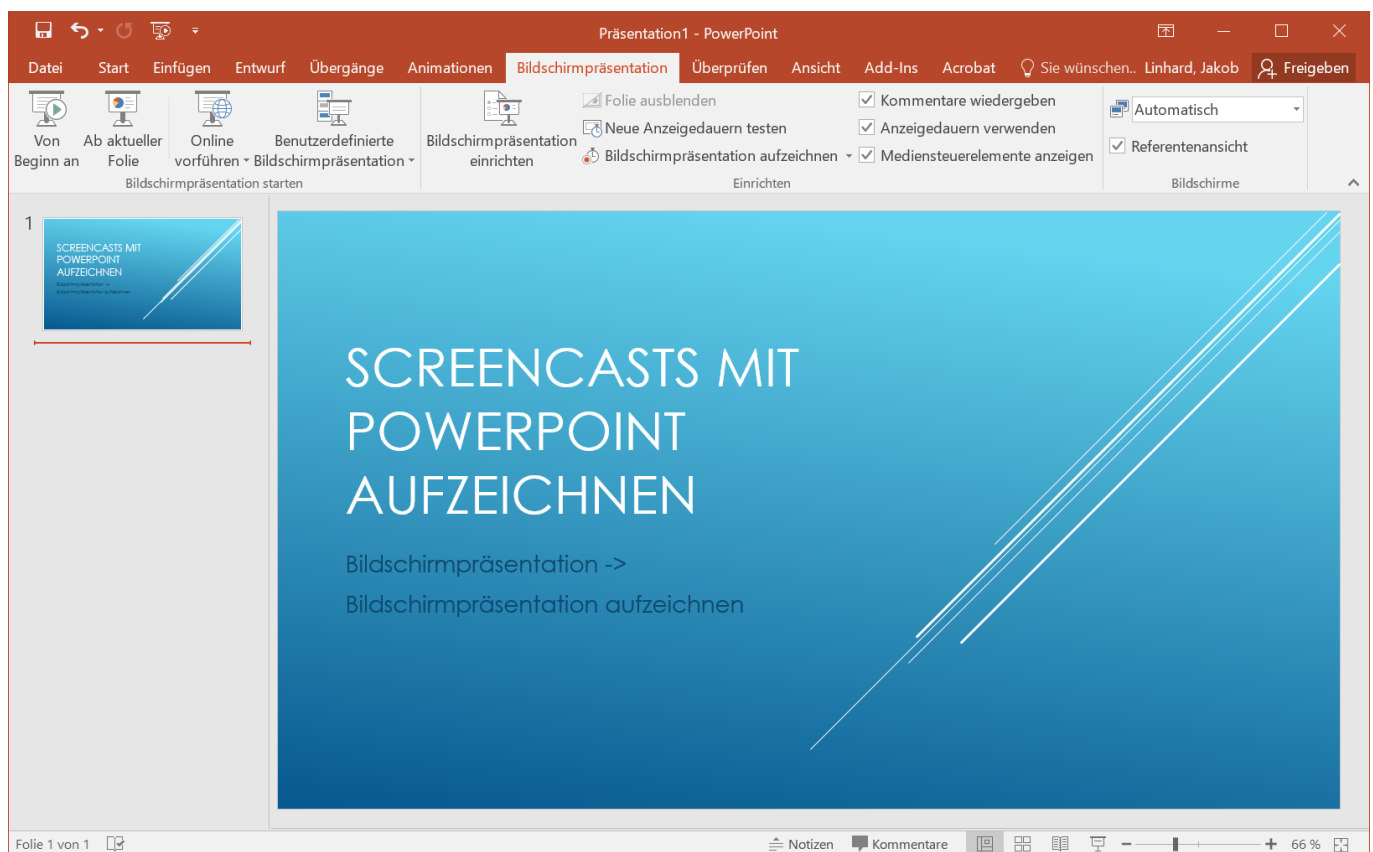 Präsentation1 - PowerPoint
Datei Start Einfügen Entwurf Übergänge Animationen Bildschirmpräsentation Überprüfen Ansicht Add-Ins Acrobat Sie wünschen.. Linhard, Jakob Freigeben
Von Beginn an
Ab aktueller Folie
Online vorführen
Benutzerdefinierte Bildschirmpräsentation
Bildschirmpräsentation starten
Bildschirmpräsentation einrichten
Folie ausblenden
Neue Anzeigedauern testen
Bildschirmpräsentation aufzeichnen
Kommentare wiedergeben
Anzeigedauern verwenden
Mediensteuerelemente anzeigen
Einrichten
Automatisch
Referentenansicht
Bildschirme
1
SCREENCASTS MIT
POWERPOINT
AUFZEICHNEN
Bildschirmpräsentation ->
Bildschirmpräsentation aufzeichnen
SCREENCASTS MIT
POWERPOINT
AUFZEICHNEN
Bildschirmpräsentation ->
Bildschirmpräsentation aufzeichnen
Folie 1 von 1 Notizen Kommentare 66 %